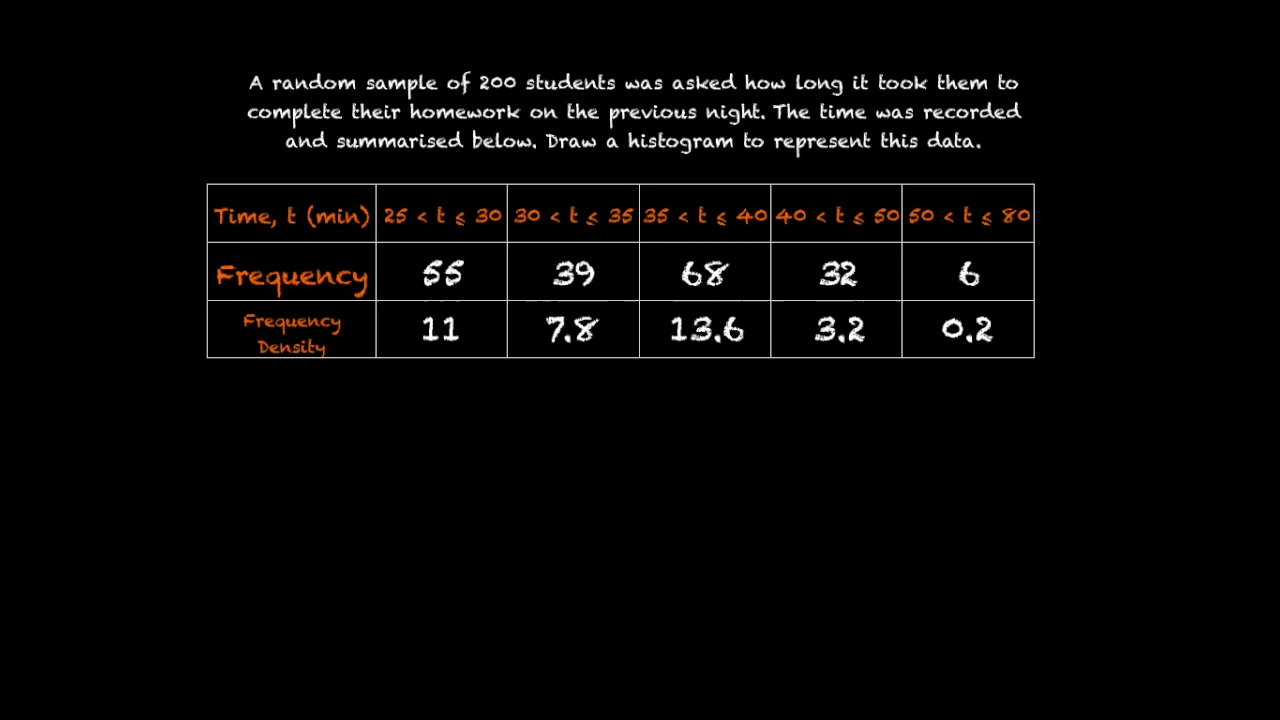 A random sample of 200 students was asked how long it took them to
complete their homework on the previous night. The time was recorded
and summarised below. Draw a histogram to represent this data.
Time, t (min) 25 < t ≤ 30 30 < t ≤ 35 35 < t ≤ 40 40 < t ≤ 50 50 < t ≤ 80
Frequency 55 39 68 32 6
Frequency
Density 11 7.8 13.6 3.2 0.2